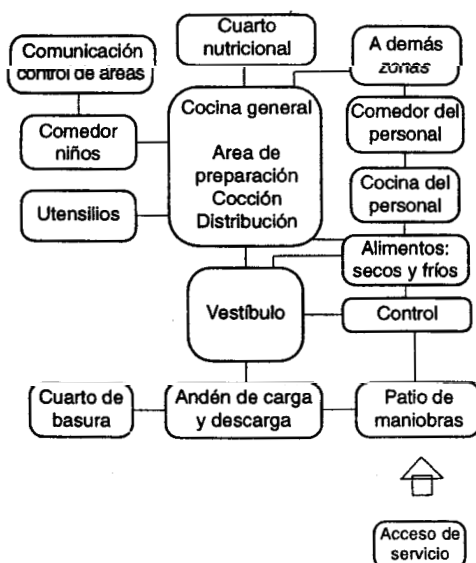 Cuarto
nutricional
Comunicación
control de áreas
A demás
zonas
Cocina general
Area de
preparación
Cocción
Distribución
Comedor
niños
Comedor del
personal
Utensilios
Cocina del
personal
Alimentos:
secos y fríos
Vestíbulo
Control
Cuarto de
basura
Andén de carga
y descarga
Patio de
maniobras
Acceso de
servicio